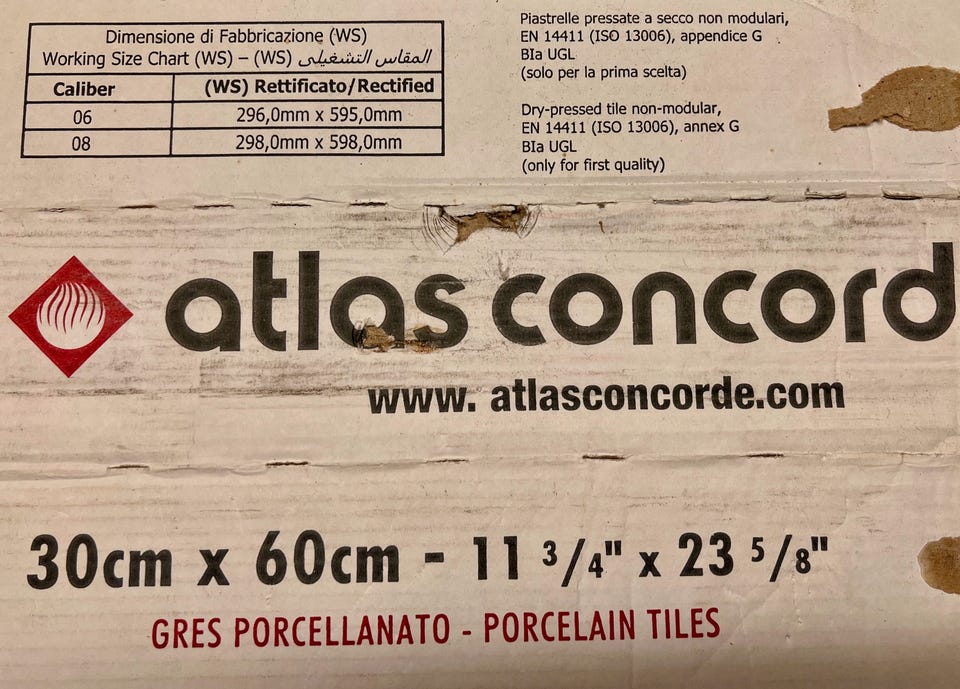 Dimensione di Fabbricazione (WS)
Working Size Chart (WS) – (WS) المقاس التشغيلى
Caliber (WS) Rettificato/Rectified
06 296,0mm x 595,0mm
08 298,0mm x 598,0mm
Piastrelle pressate a secco non modulari,
EN 14411 (ISO 13006), appendice G
BIa UGL
(solo per la prima scelta)
Dry-pressed tile non-modular,
EN 14411 (ISO 13006), annex G
BIa UGL
(only for first quality)
atlas concord
www. atlasconcorde.com
30cm x 60cm - 11 3/4" x 23 5/8"
GRES PORCELLANATO - PORCELAIN TILES